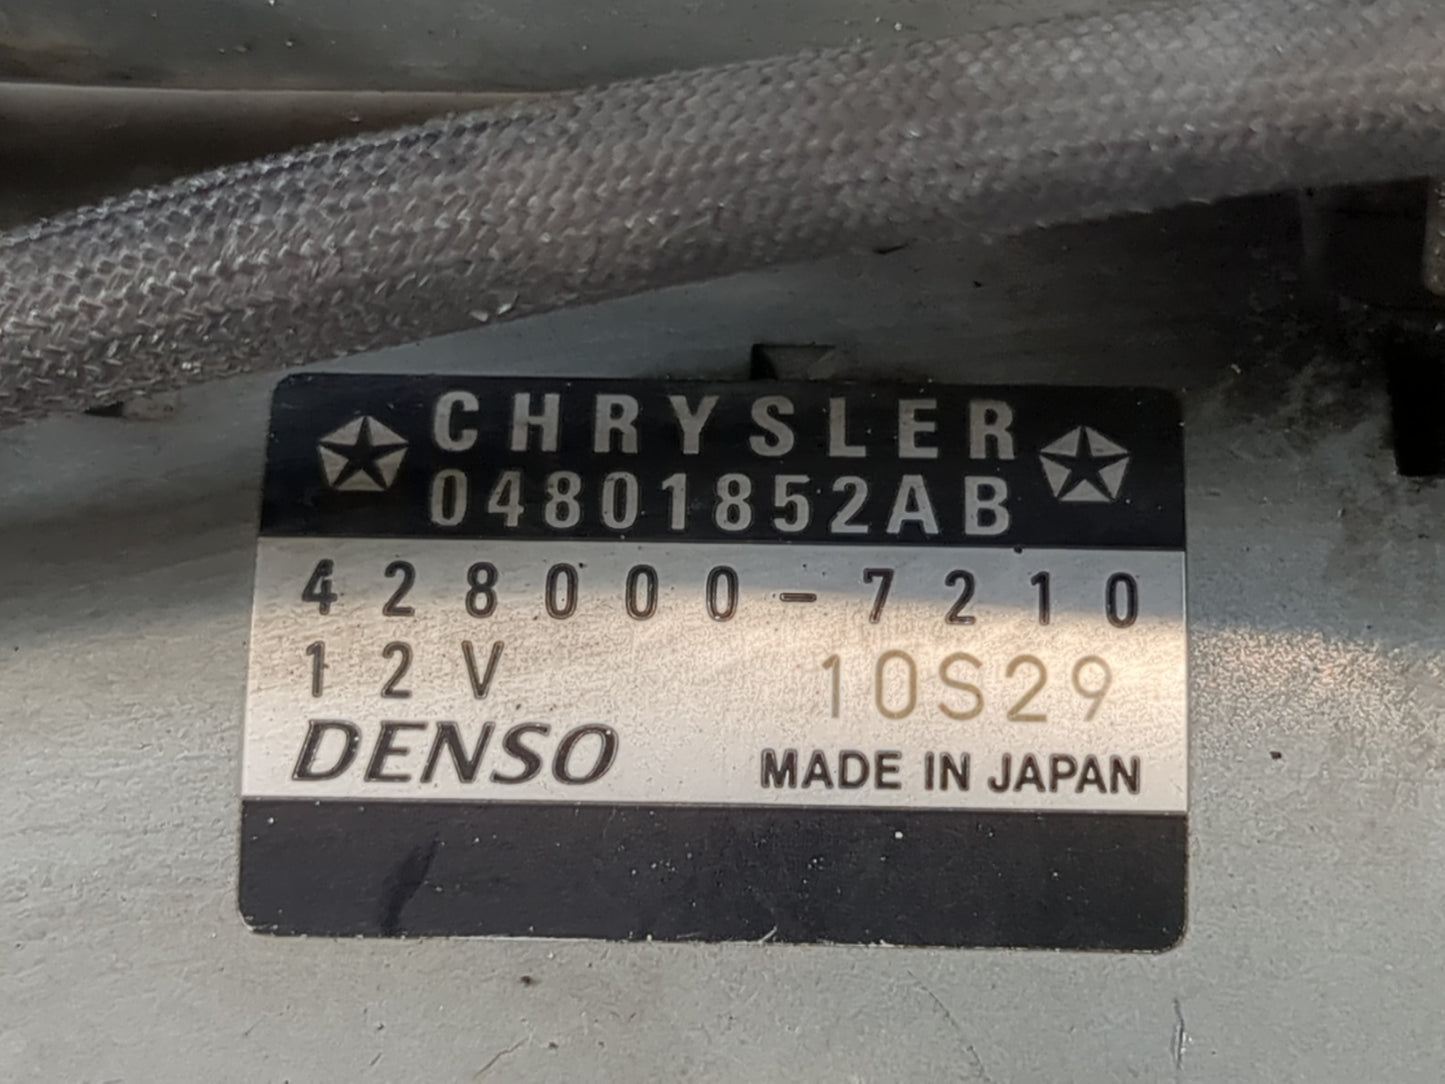 CHRYSLER
04801852AB
428000-7210
12V 10S29
DENSO MADE IN JAPAN